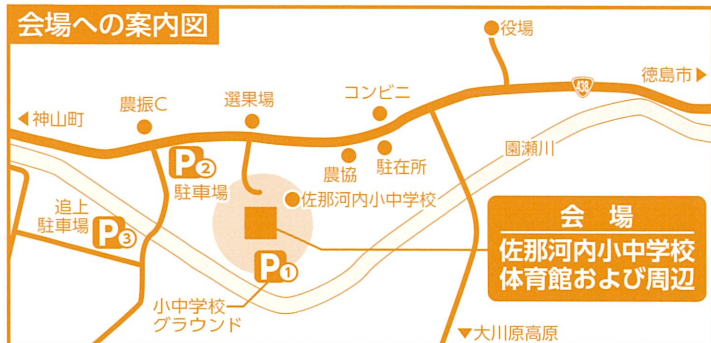 会場への案内図
役場
438
徳島市▶
コンビニ
選果場
農振C
◀神山町
園瀬川
駐在所
農協
P②
駐車場
佐那河内小中学校
追上
駐車場
P③
会場
佐那河内小中学校
体育館および周辺
P①
小中学校
グラウンド
▼大川原高原